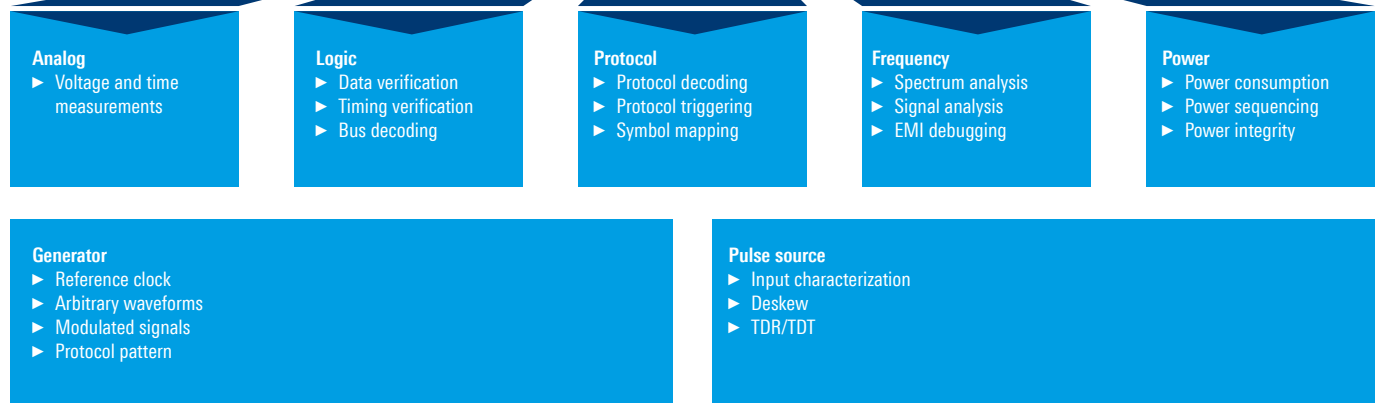 Analog
► Voltage and time
measurements
Logic
► Data verification
► Timing verification
► Bus decoding
Protocol
► Protocol decoding
► Protocol triggering
► Symbol mapping
Frequency
► Spectrum analysis
► Signal analysis
► EMI debugging
Power
► Power consumption
► Power sequencing
► Power integrity
Generator
► Reference clock
► Arbitrary waveforms
► Modulated signals
► Protocol pattern
Pulse source
► Input characterization
► Deskew
► TDR/TDT